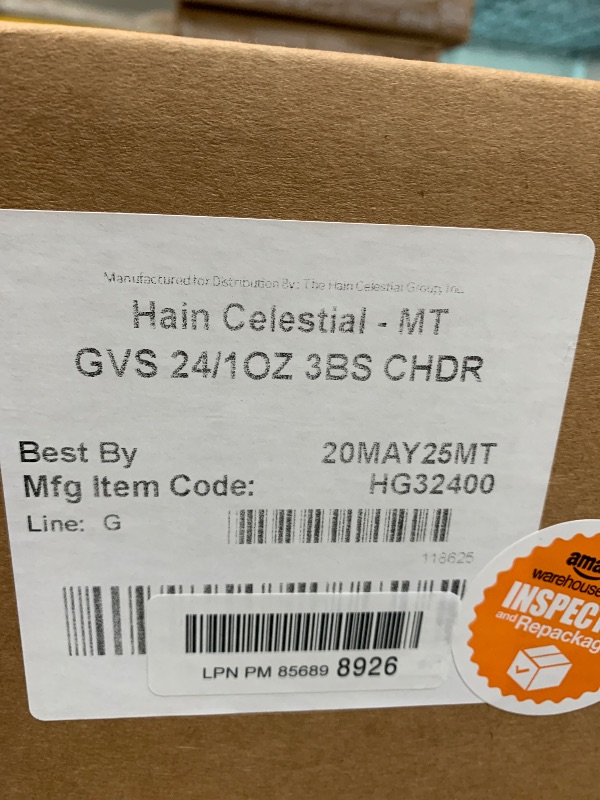 Manufactured for Distribution By: The Hain Celestial Group, Inc.
Hain Celestial - MT
GVS 24/1OZ 3BS CHDR
Best By 20MAY25MT
Mfg Item Code: HG32400
Line: G
118625
LPN PM 85689 8926
ama
warehouse
INSPECT
and Repackag